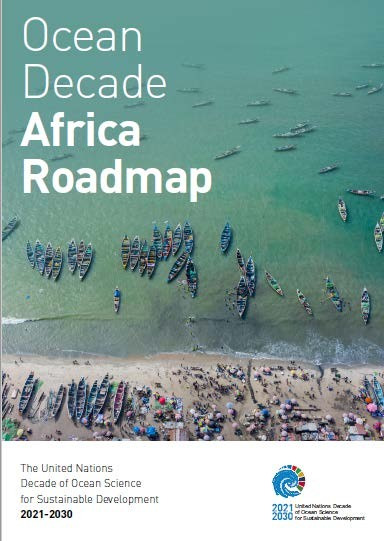 Ocean
Decade
Africa
Roadmap
The United Nations
Decade of Ocean Science
for Sustainable Development
2021-2030
2021
2030
United Nations Decade
of Ocean Science
for Sustainable Development